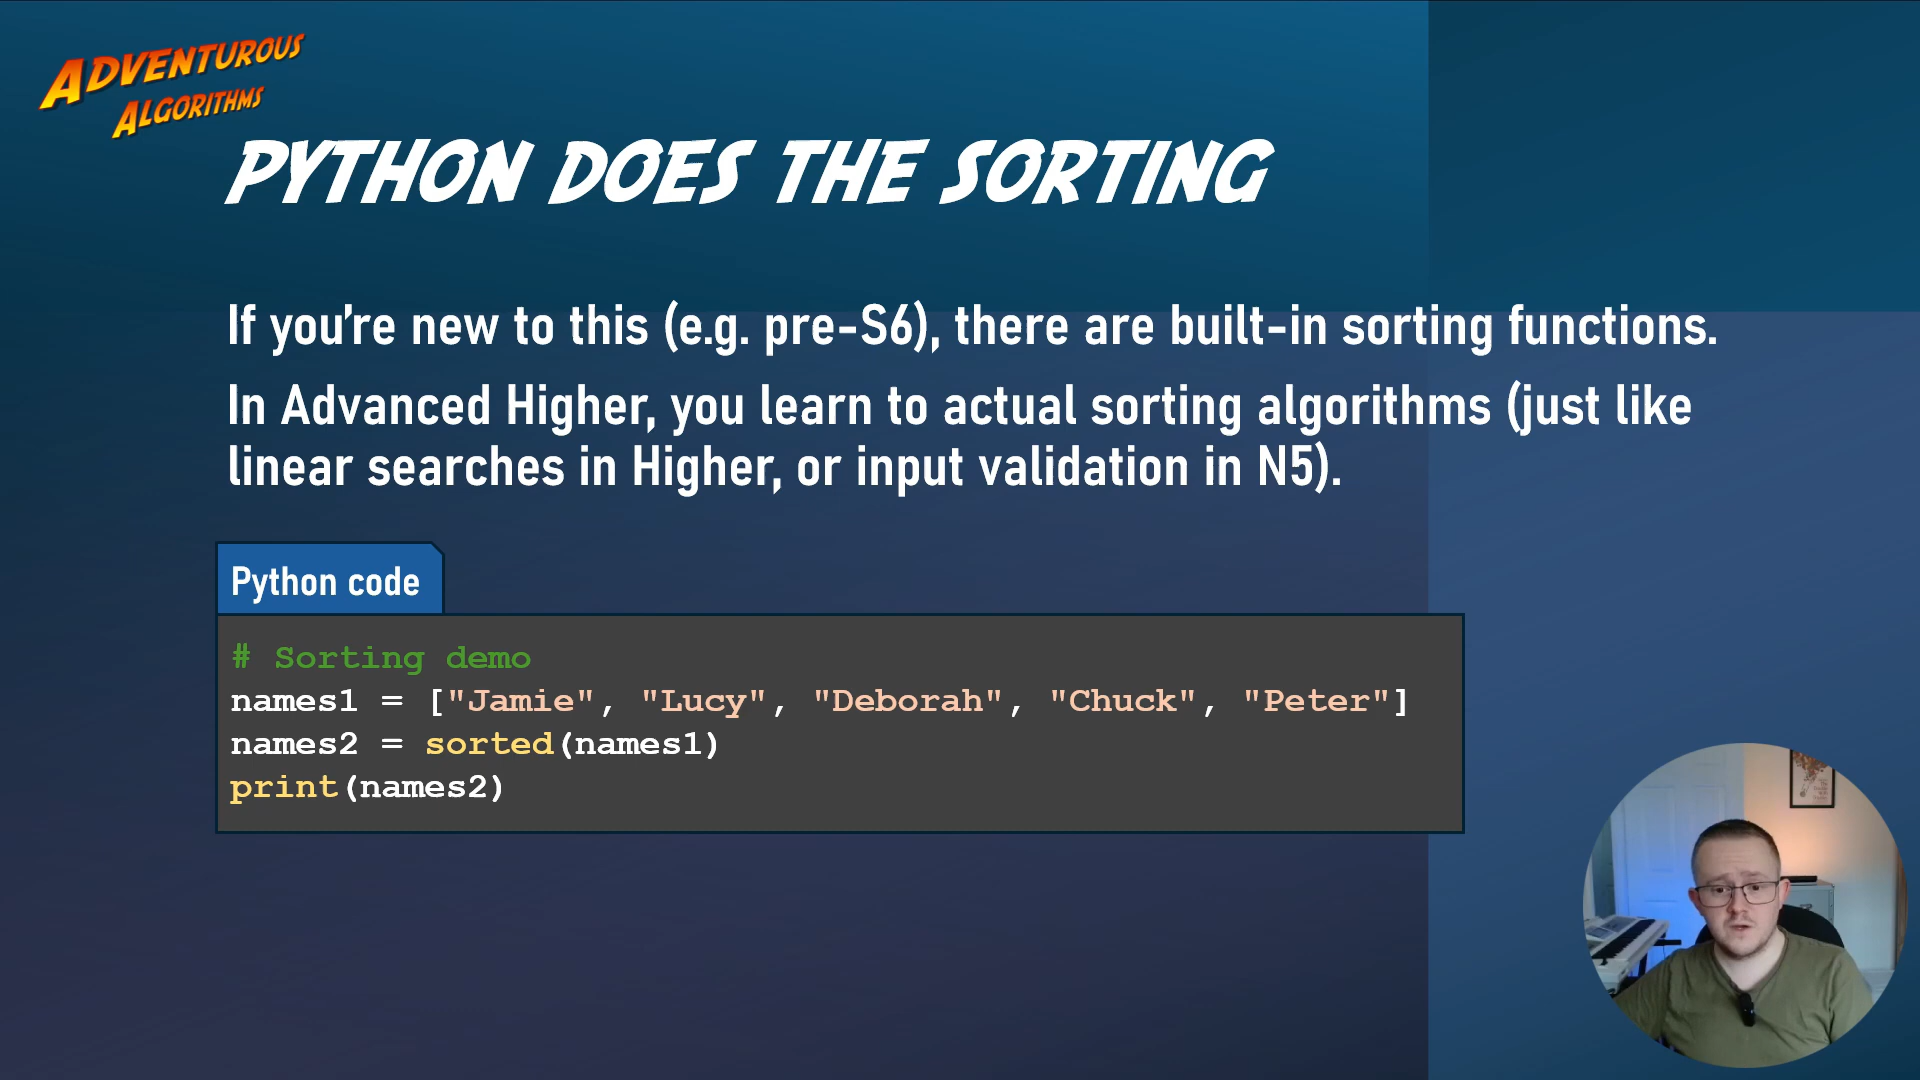 ADVENTUROUS
ALGORITHMS
PYTHON DOES THE SORTING
If you're new to this (e.g. pre-S6), there are built-in sorting functions.
In Advanced Higher, you learn to actual sorting algorithms (just like
linear searches in Higher, or input validation in N5).
Python code
# Sorting demo
names1 = ["Jamie", "Lucy", "Deborah", "Chuck", "Peter"]
names2 = sorted(names1)
print(names2)